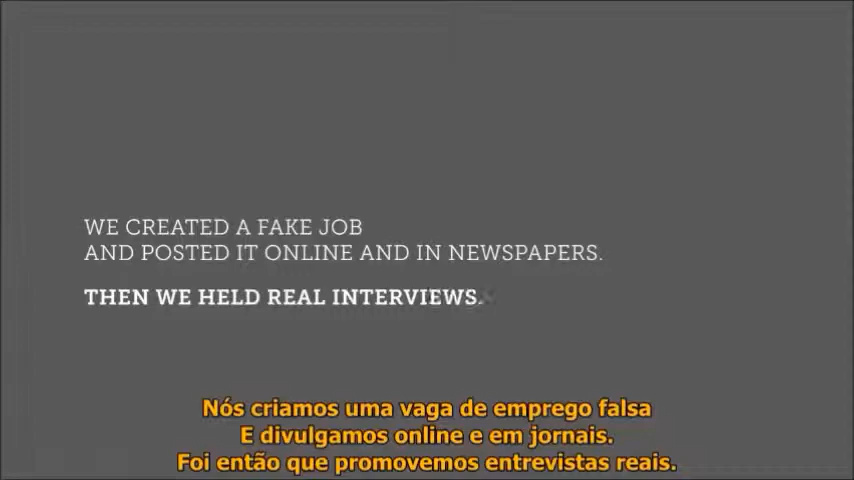 WE CREATED A FAKE JOB
AND POSTED IT ONLINE AND IN NEWSPAPERS.
THEN WE HELD REAL INTERVIEWS.
Nós criamos uma vaga de emprego falsa
E divulgamos online e em jornais.
Foi então que promovemos entrevistas reais.